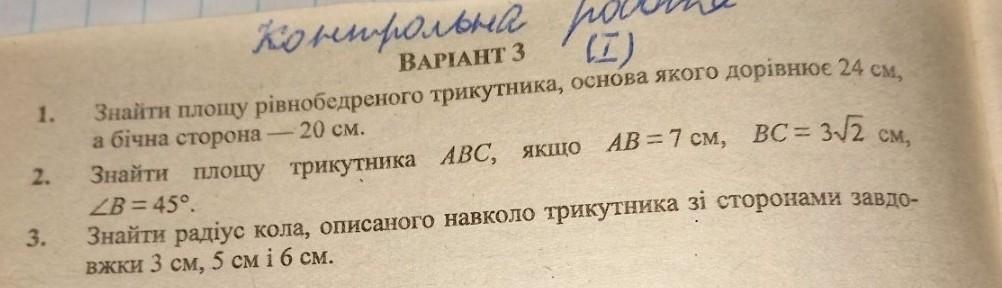 контрольна робота
ВАРІАНТ 3 (І)
1. Знайти площу рівнобедреного трикутника, основа якого дорівнює 24 см,
а бічна сторона — 20 см.
2. Знайти площу трикутника ABC, якщо AB = 7 см, BC = 3√2 см,
∠B = 45°.
3. Знайти радіус кола, описаного навколо трикутника зі сторонами завдо-
вжки 3 см, 5 см і 6 см.